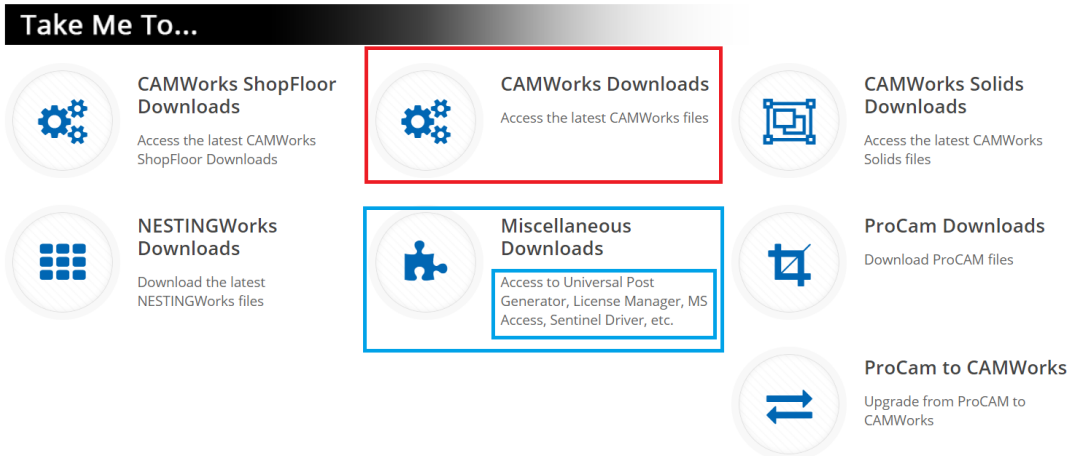 Take Me To...
CAMWorks ShopFloor
Downloads
Access the latest CAMWorks
ShopFloor Downloads
CAMWorks Downloads
Access the latest CAMWorks files
CAMWorks Solids
Downloads
Access the latest CAMWorks
Solids files
NESTINGWorks
Downloads
Download the latest
NESTINGWorks files
Miscellaneous
Downloads
Access to Universal Post
Generator, License Manager, MS
Access, Sentinel Driver, etc.
ProCam Downloads
Download ProCAM files
ProCam to CAMWorks
Upgrade from ProCAM to
CAMWorks